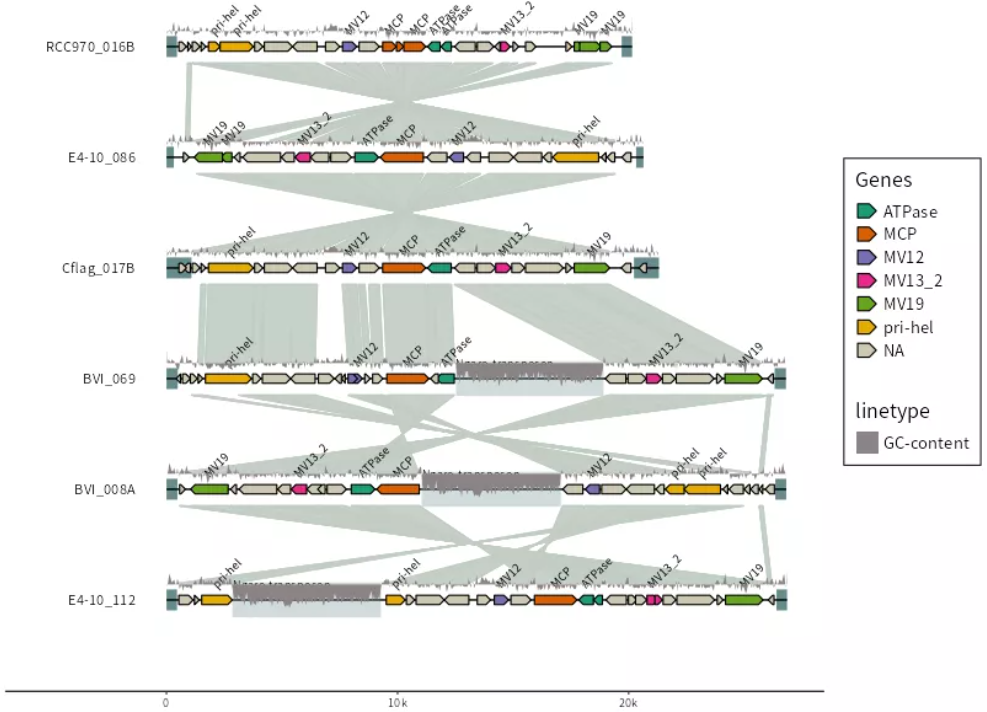 pri-hel pri-hel MV12 MCP MCP ATPase ATPase MV13_2 MV19 MV19
RCC970_016B
MV19 MV19 MV13_2 ATPase MCP MV12 pri-hel
E4-10_086
pri-hel MV12 MCP ATPase MV13_2 MV19
Cflag_017B
pri-hel MV12 MCP ATPase MV13_2 MV19
BVI_069
MV19 MV13_2 ATPase MCP MV12 pri-hel pri-hel
BVI_008A
pri-hel pri-hel MV12 MCP ATPase MV13_2 MV19
E4-10_112
0 10k 20k
Genes
ATPase
MCP
MV12
MV13_2
MV19
pri-hel
NA
linetype
GC-content